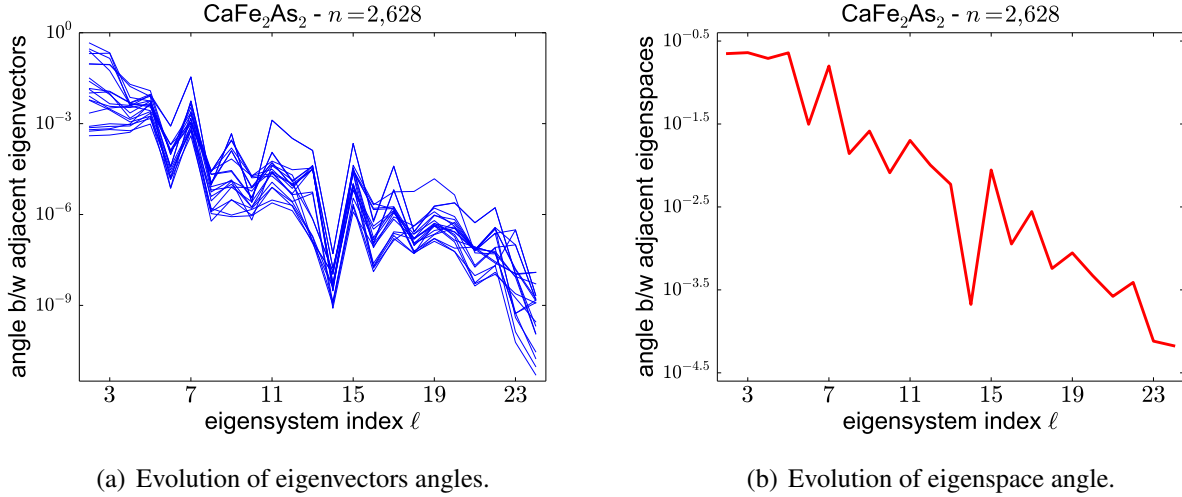 CaFe₂As₂ - n=2,628
angle b/w adjacent eigenvectors
10⁰
10⁻³
10⁻⁶
10⁻⁹
3 7 11 15 19 23
eigensystem index ℓ
(a) Evolution of eigenvectors angles.
CaFe₂As₂ - n=2,628
angle b/w adjacent eigenspaces
10⁻⁰·⁵
10⁻¹·⁵
10⁻²·⁵
10⁻³·⁵
10⁻⁴·⁵
3 7 11 15 19 23
eigensystem index ℓ
(b) Evolution of eigenspace angle.